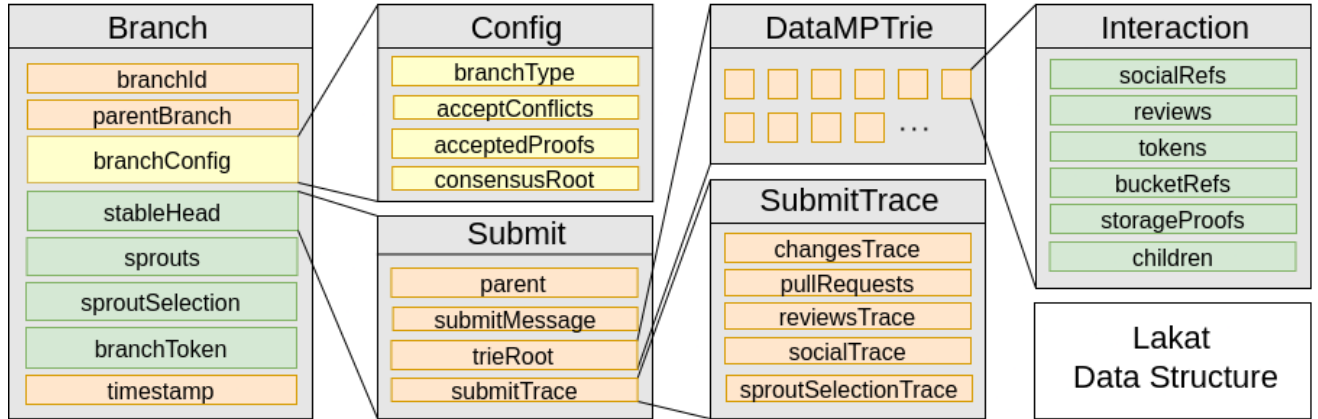 Branch
branchId
parentBranch
branchConfig
stableHead
sprouts
sproutSelection
branchToken
timestamp
Config
branchType
acceptConflicts
acceptedProofs
consensusRoot
Submit
parent
submitMessage
trieRoot
submitTrace
DataMPTrie
...
SubmitTrace
changesTrace
pullRequests
reviewsTrace
socialTrace
sproutSelectionTrace
Interaction
socialRefs
reviews
tokens
bucketRefs
storageProofs
children
Lakat
Data Structure